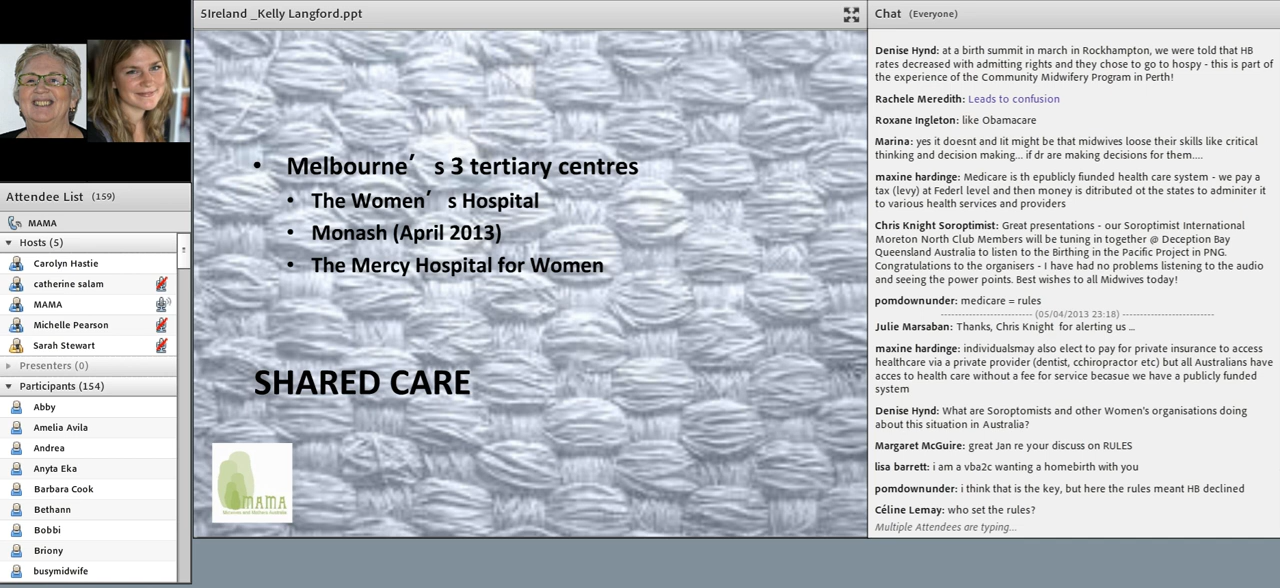 5Ireland _Kelly Langford.ppt
Attendee List (159)
MAMA
Hosts (5)
Carolyn Hastie
catherine salam
MAMA
Michelle Pearson
Sarah Stewart
Presenters (0)
Participants (154)
Abby
Amelia Avila
Andrea
Anyta Eka
Barbara Cook
Bethann
Bobbi
Briony
busymidwife
• Melbourne’ s 3 tertiary centres
• The Women’ s Hospital
• Monash (April 2013)
• The Mercy Hospital for Women
SHARED CARE
MAMA
Midwives and Mothers Australia
Chat (Everyone)
Denise Hynd: at a birth summit in march in Rockhampton, we were told that HB
rates decreased with admitting rights and they chose to go to hospy - this is part of
the experience of the Community Midwifery Program in Perth!
Rachele Meredith: Leads to confusion
Roxane Ingleton: like Obamacare
Marina: yes it doesnt and Iit might be that midwives loose their skills like critical
thinking and decision making... if dr are making decisions for them....
maxine hardinge: Medicare is th epublicly fiunded health care system - we pay a
tax (levy) at Federl level and then money is ditributed ot the states to adminiter it
to various health services and providers
Chris Knight Soroptimist: Great presentations - our Soroptimist International
Moreton North Club Members will be tuning in together @ Deception Bay
Queensland Australia to listen to the Birthing in the Pacific Project in PNG.
Congratulations to the organisers - I have had no problems listening to the audio
and seeing the power points. Best wishes to all Midwives today!
pomdownunder: medicare = rules
(05/04/2013 23:18)
Julie Marsaban: Thanks, Chris Knight for alerting us ...
maxine hardinge: individualsmay also elect to pay for private insurance to access
healthcare via a private provider (dentist, cchiropractor etc) but all Australians have
acces to health care without a fee for service becasue we have a publicly funded
system
Denise Hynd: What are Soroptomists and other Women's organisations doing
about this situation in Australia?
Margaret McGuire: great Jan re your discuss on RULES
lisa barrett: i am a vba2c wanting a homebirth with you
pomdownunder: i think that is the key, but here the rules meant HB declined
Céline Lemay: who set the rules?
Multiple Attendees are typing...